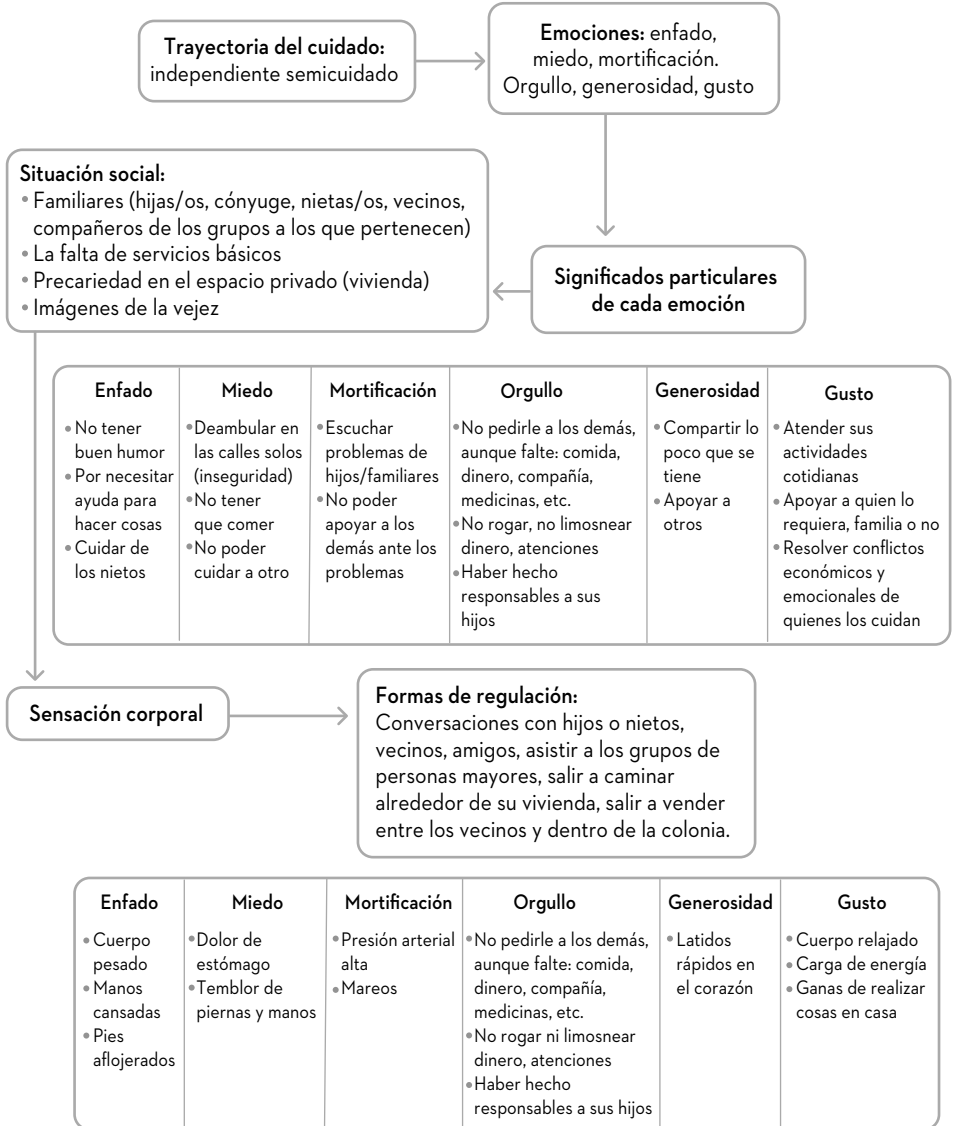 Trayectoria del cuidado:
independiente semicuidado
Emociones: enfado,
miedo, mortificación.
Orgullo, generosidad, gusto
Situación social:
• Familiares (hijas/os, cónyuge, nietas/os, vecinos,
compañeros de los grupos a los que pertenecen)
• La falta de servicios básicos
• Precariedad en el espacio privado (vivienda)
• Imágenes de la vejez
Significados particulares
de cada emoción
Enfado
• No tener
buen humor
• Por necesitar
ayuda para
hacer cosas
• Cuidar de
los nietos
Miedo
• Deambular en
las calles solos
(inseguridad)
• No tener
que comer
• No poder
cuidar a otro
Mortificación
• Escuchar
problemas de
hijos/familiares
• No poder
apoyar a los
demás ante los
problemas
Orgullo
• No pedirle a los demás,
aunque falte: comida,
dinero, compañía,
medicinas, etc.
• No rogar, no limosnear
dinero, atenciones
• Haber hecho
responsables a sus
hijos
Generosidad
• Compartir lo
poco que se
tiene
• Apoyar a
otros
Gusto
• Atender sus
actividades
cotidianas
• Apoyar a quien lo
requiera, familia o no
• Resolver conflictos
económicos y
emocionales de
quienes los cuidan
Sensación corporal
Formas de regulación:
Conversaciones con hijos o nietos,
vecinos, amigos, asistir a los grupos de
personas mayores, salir a caminar
alrededor de su vivienda, salir a vender
entre los vecinos y dentro de la colonia.
Enfado
• Cuerpo
pesado
• Manos
cansadas
• Pies
aflojerados
Miedo
• Dolor de
estómago
• Temblor de
piernas y manos
Mortificación
• Presión arterial
alta
• Mareos
Orgullo
• No pedirle a los demás,
aunque falte: comida,
dinero, compañía,
medicinas, etc.
• No rogar ni limosnear
dinero, atenciones
• Haber hecho
responsables a sus hijos
Generosidad
• Latidos
rápidos en
el corazón
Gusto
• Cuerpo relajado
• Carga de energía
• Ganas de realizar
cosas en casa